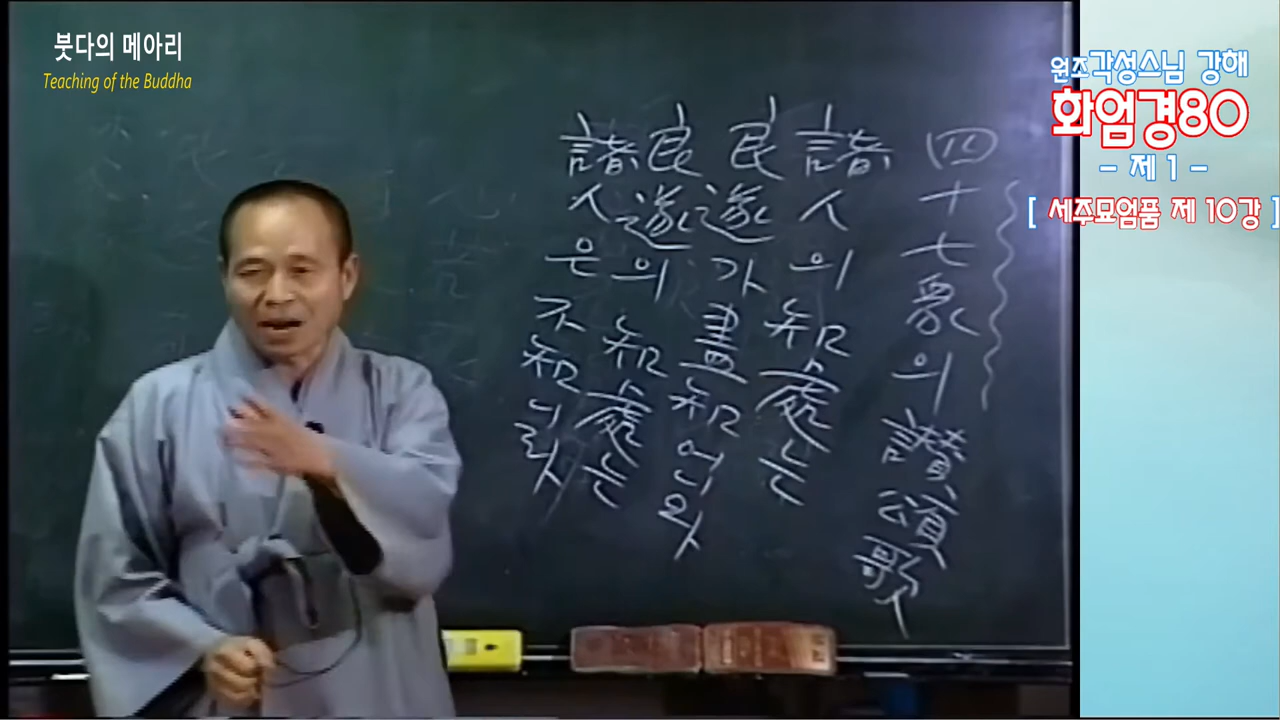 붓다의 메아리
Teaching of the Buddha
원조각성스님 강해
화엄경80
- 제 1 -
[ 세주묘엄품 제 10강 ]
四十七衆의 讚頌歌
諸人의 知處는
良遂가 盡知언와
良遂의 知處는
諸人은 不知니라